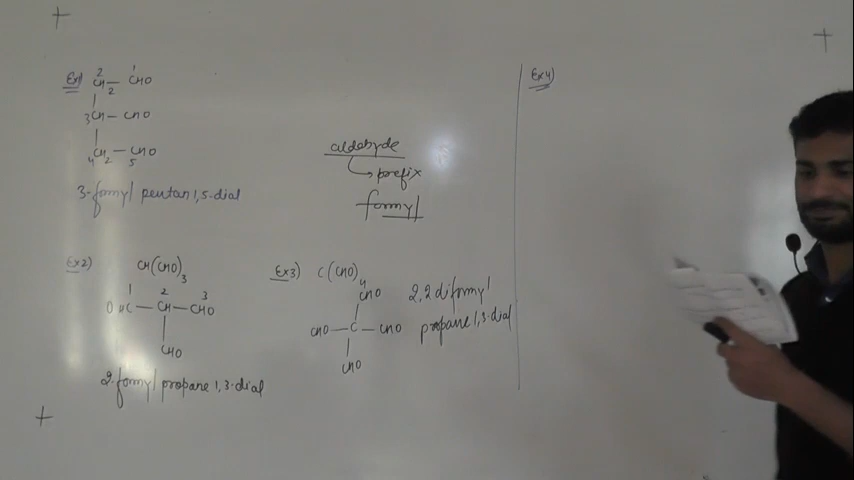 Ex1)
2 1
CH2 — CHO
3CH — CHO
4CH2 — CHO
5
3-formyl pentan 1,5-dial
aldehyde
prefix
formyl
Ex2) CH(CHO)3
1 2 3
OHC — CH — CHO
CHO
2-formyl propane 1,3-dial
Ex3) C(CHO)4
CHO
CHO — C — CHO
CHO
2,2 diformyl
propane 1,3-dial
Ex4)